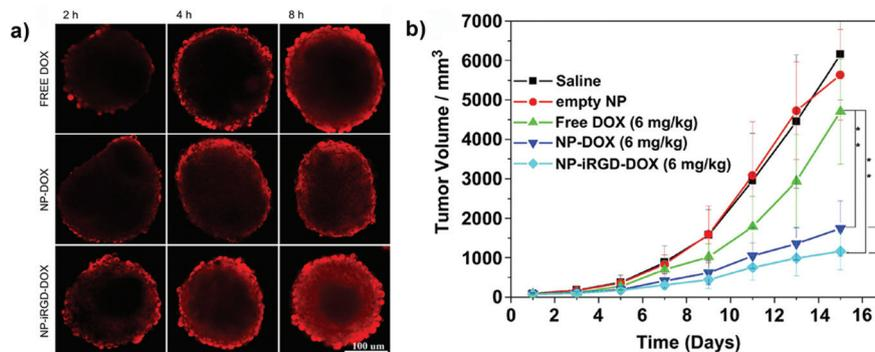 a)
2 h 4 h 8 h
FREE DOX
NP-DOX
NP-iRGD-DOX
100 um
b)
Tumor Volume / mm³
7000
6000
5000
4000
3000
2000
1000
0
Saline
empty NP
Free DOX (6 mg/kg)
NP-DOX (6 mg/kg)
NP-iRGD-DOX (6 mg/kg)
* *
* *
0 2 4 6 8 10 12 14 16
Time (Days)